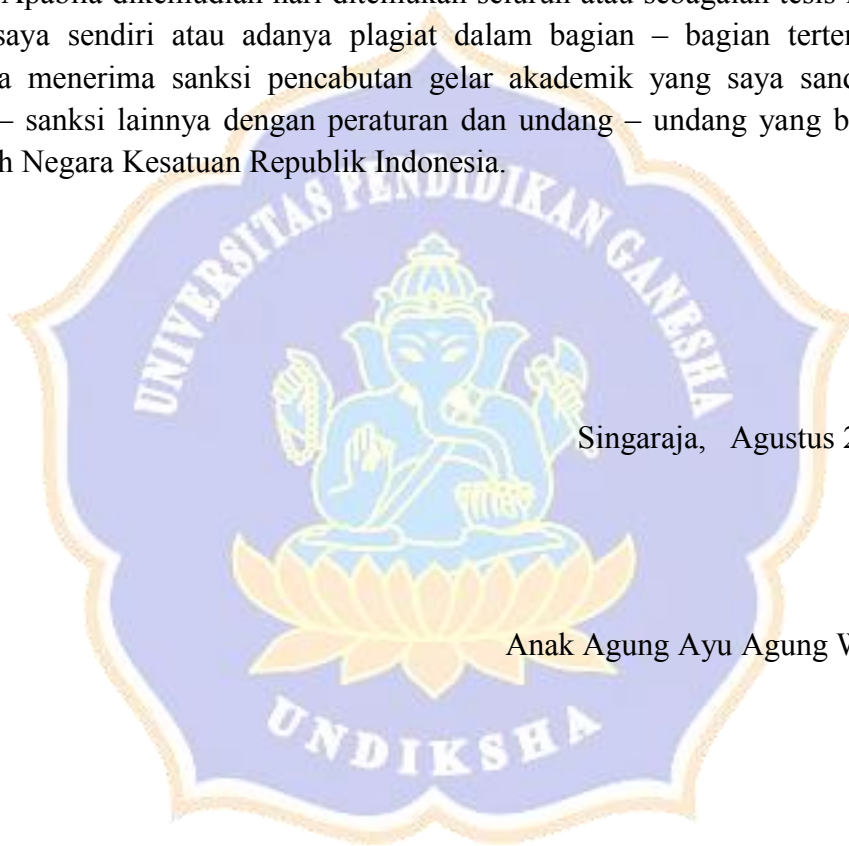 Apabila dikemudian hari ditemukan seluruh atau sebagaian tesis
saya sendiri atau adanya plagiat dalam bagian – bagian terten
a menerima sanksi pencabutan gelar akademik yang saya sand
– sanksi lainnya dengan peraturan dan undang – undang yang b
h Negara Kesatuan Republik Indonesia.
UNIVERSITAS PENDIDIKAN GANESHA
Singaraja, Agustus 2
Anak Agung Ayu Agung W
UNDIKSHA